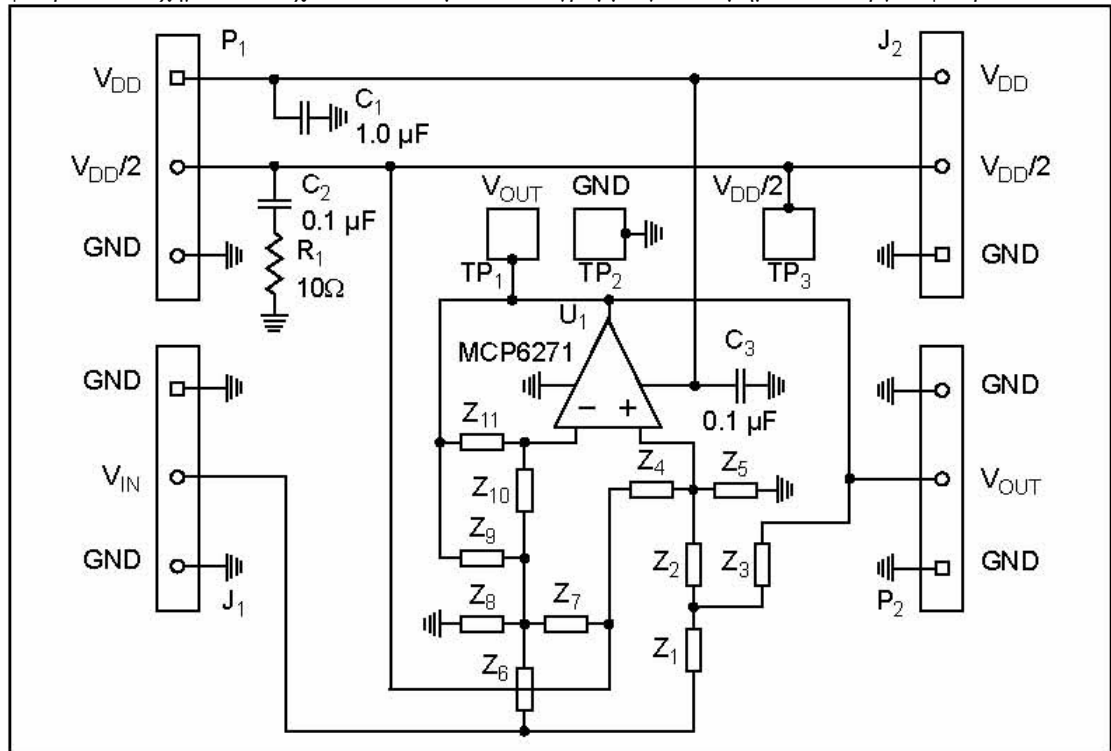 P1
J2
VDD
C1
1.0 µF
VDD
VDD/2
C2
0.1 µF
VOUT
GND
VDD/2
VDD/2
GND
R1
10Ω
TP1
TP2
TP3
GND
U1
MCP6271
C3
0.1 µF
GND
GND
− +
Z11
Z4
Z5
VIN
Z10
VOUT
Z9
Z2
Z3
GND
J1
Z8
Z7
GND
P2
Z1
Z6